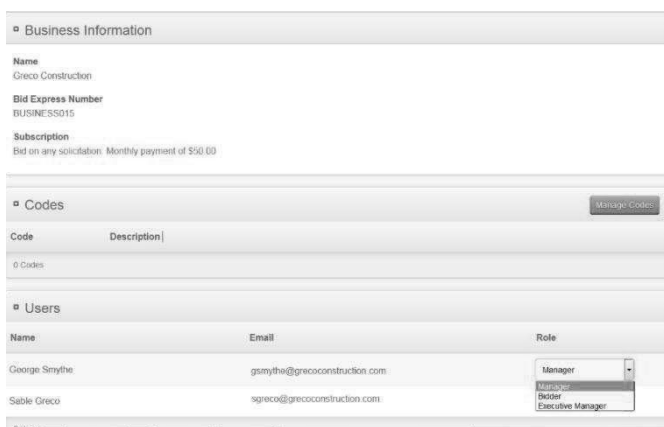 Business Information
Name
Greco Construction
Bid Express Number
BUSINESS015
Subscription
Bid on any solicitation. Monthly payment of $50.00
Codes
Manage Codes
Code Description
0 Codes
Users
Name Email Role
George Smythe gsmythe@grecoconstruction.com Manager
Manager
Sable Greco sgreco@grecoconstruction.com Bidder
Executive Manager